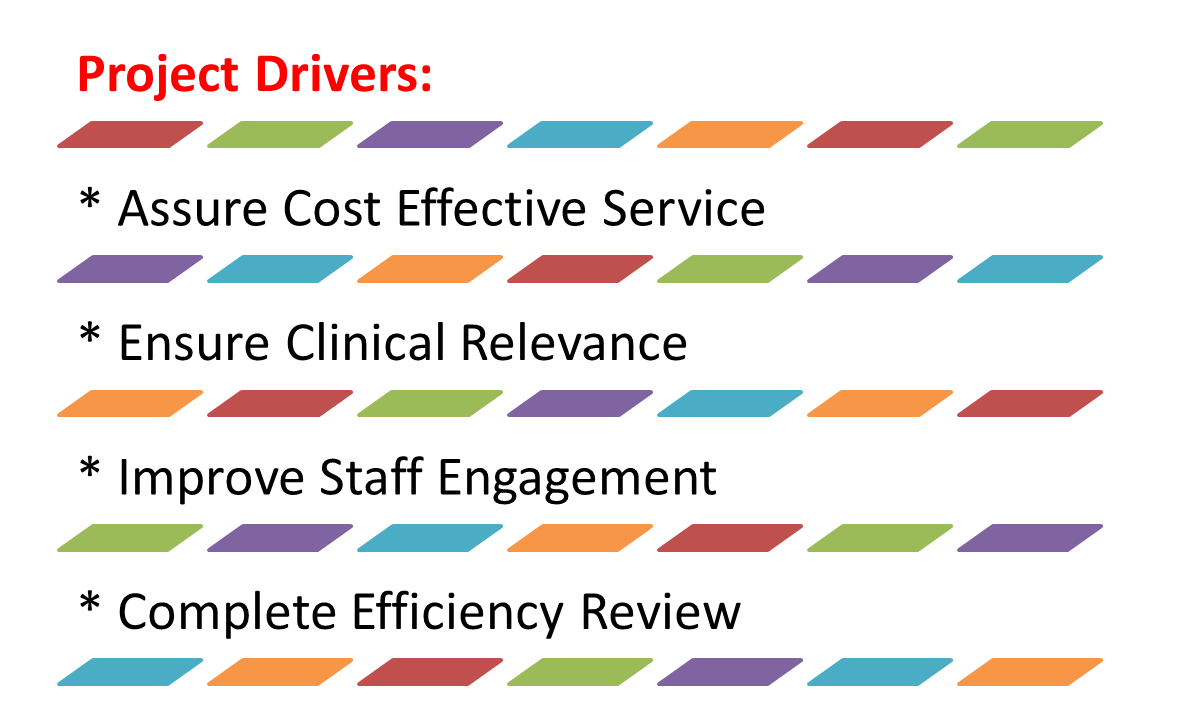 Project Drivers:
* Assure Cost Effective Service
* Ensure Clinical Relevance
* Improve Staff Engagement
* Complete Efficiency Review